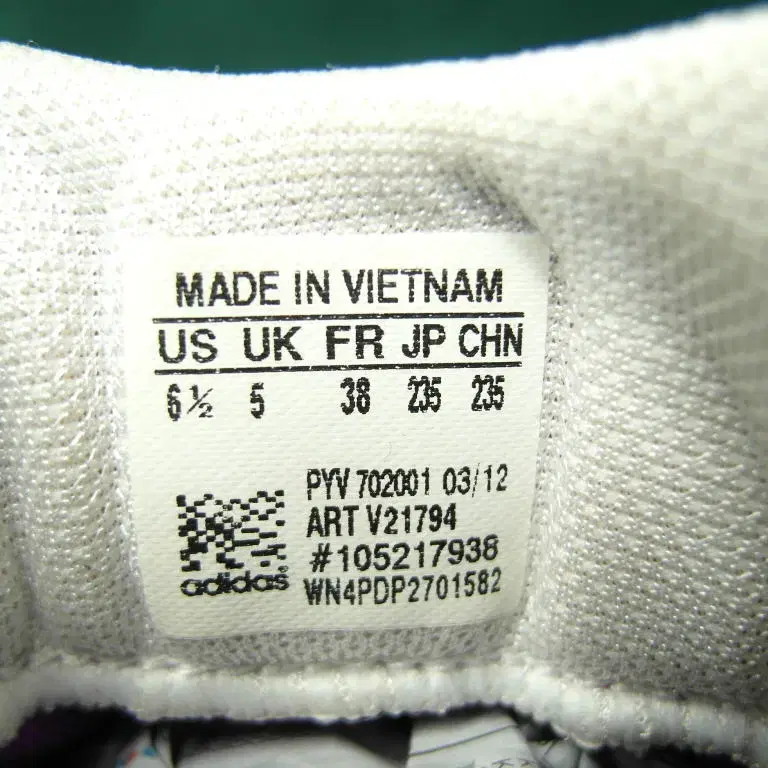 MADE IN VIETNAM
US UK FR JP CHN
6½ 5 38 235 235
PYV 702001 03/12
ART V21794
#105217938
adidas® WN4PDP2701582